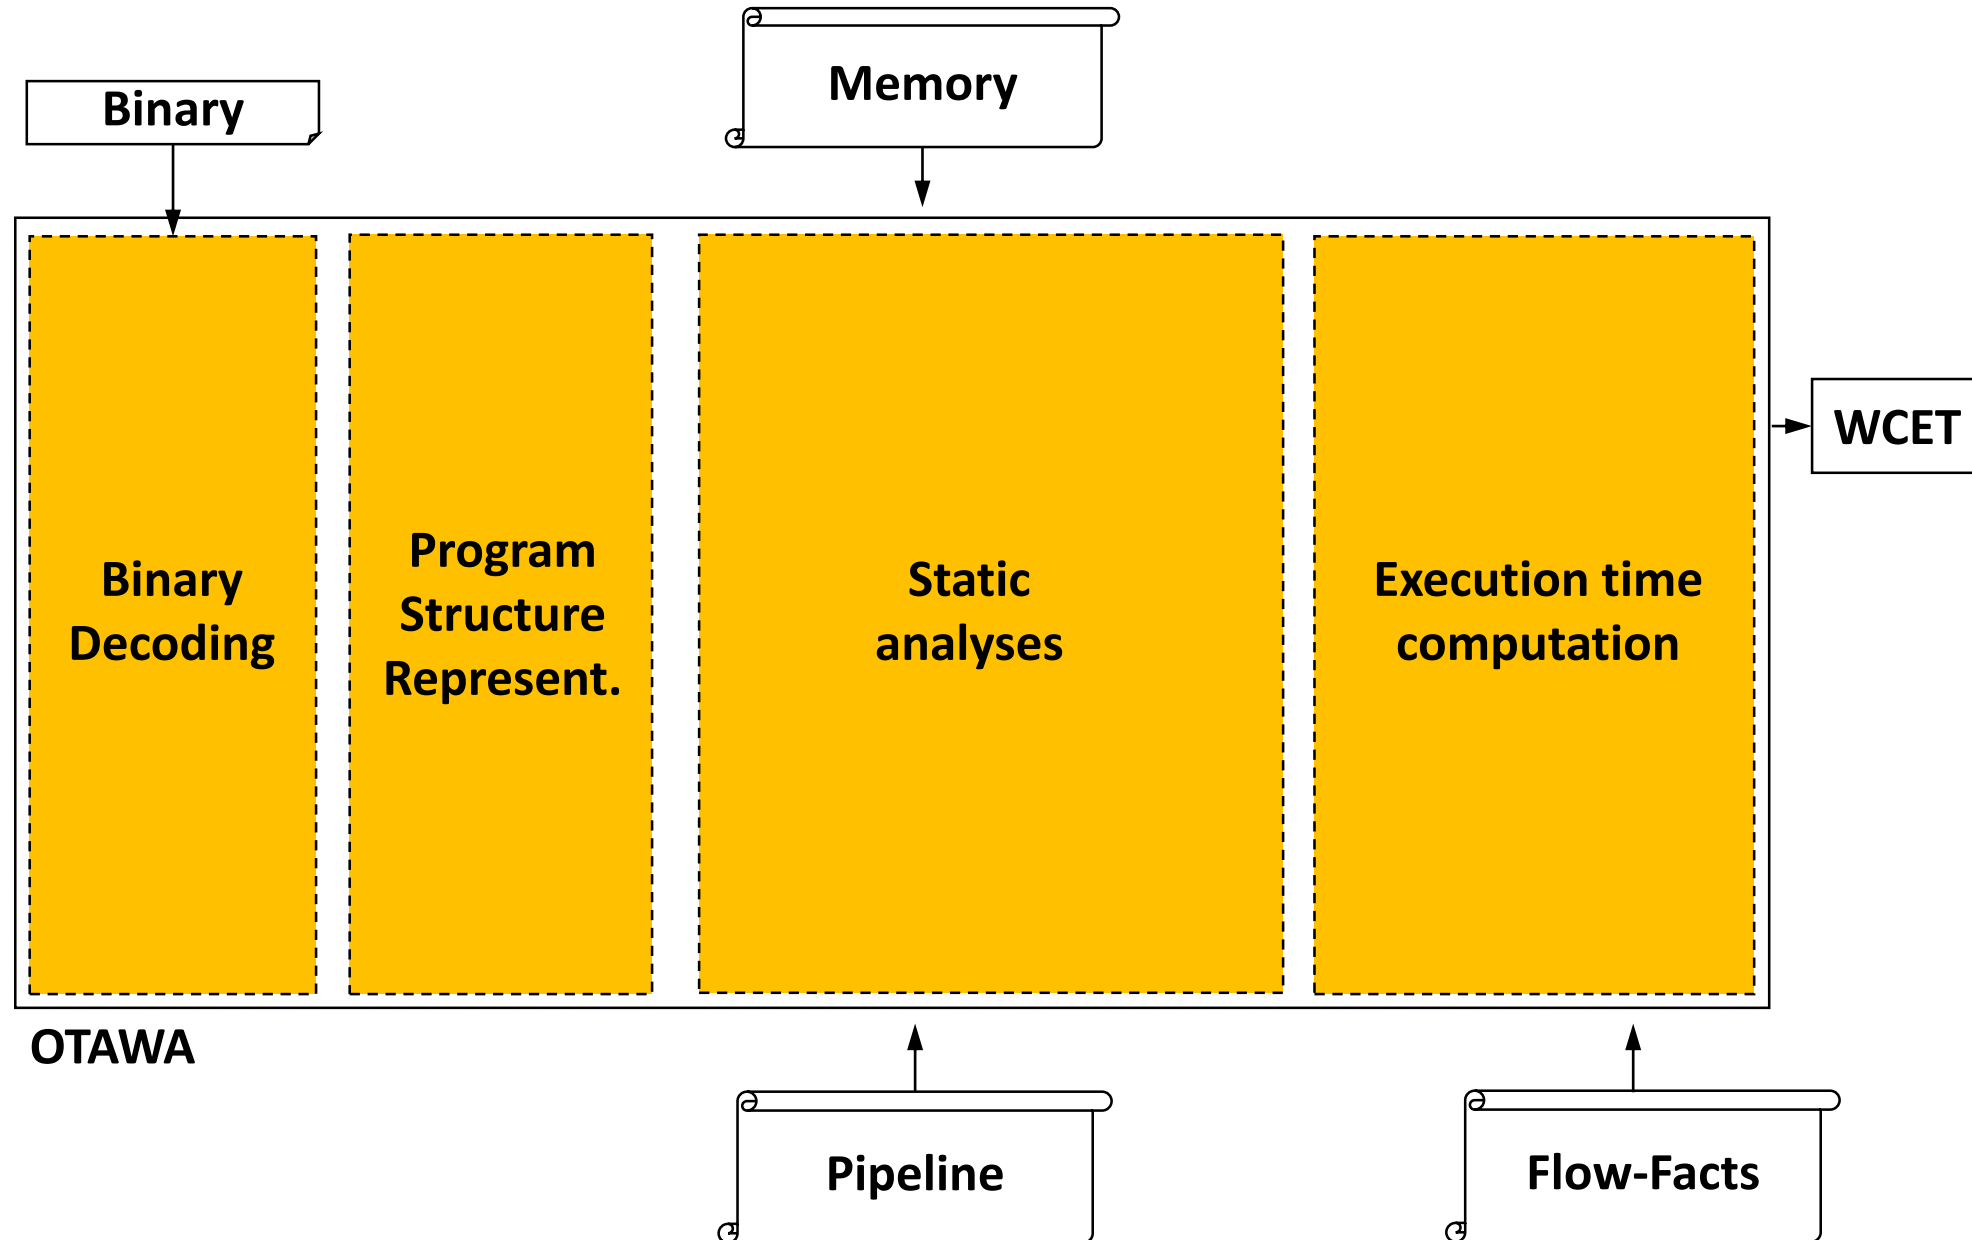 Memory
Binary
Binary
Decoding
Program
Structure
Represent.
Static
analyses
Execution time
computation
WCET
OTAWA
Pipeline
Flow-Facts